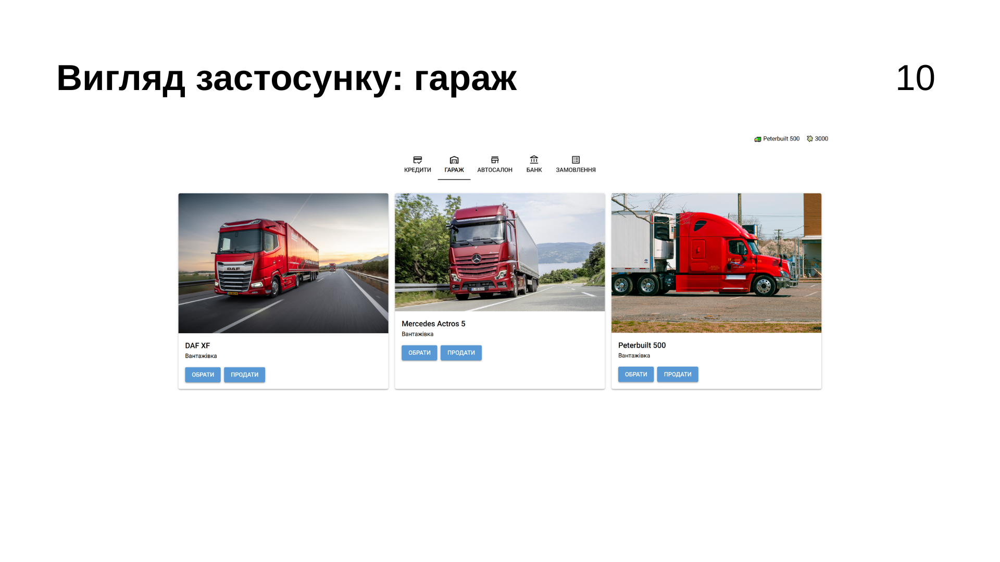 Вигляд застосунку: гараж
10
Peterbuilt 500 3000
КРЕДИТИ ГАРАЖ АВТОСАЛОН БАНК ЗАМОВЛЕННЯ
DAF
DAF XF
Вантажівка
ОБРАТИ ПРОДАТИ
Mercedes Actros 5
Вантажівка
ОБРАТИ ПРОДАТИ
Peterbuilt 500
Вантажівка
ОБРАТИ ПРОДАТИ